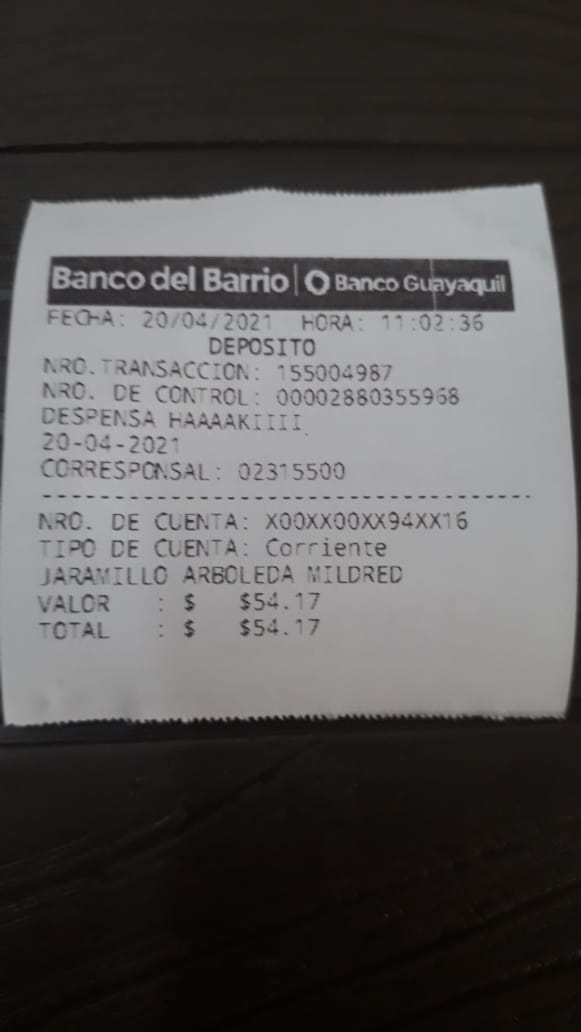 Banco del Barrio | Banco Guayaquil
FECHA: 20/04/2021 HORA: 11:02:36
DEPOSITO
NRO.TRANSACCION: 155004987
NRO. DE CONTROL: 00002880355968
DESPENSA HAAAAKIIII
20-04-2021
CORRESPONSAL: 02315500
------------------------------------
NRO. DE CUENTA: X00XX00XX94XX16
TIPO DE CUENTA: Corriente
JARAMILLO ARBOLEDA MILDRED
VALOR : $ $54.17
TOTAL : $ $54.17